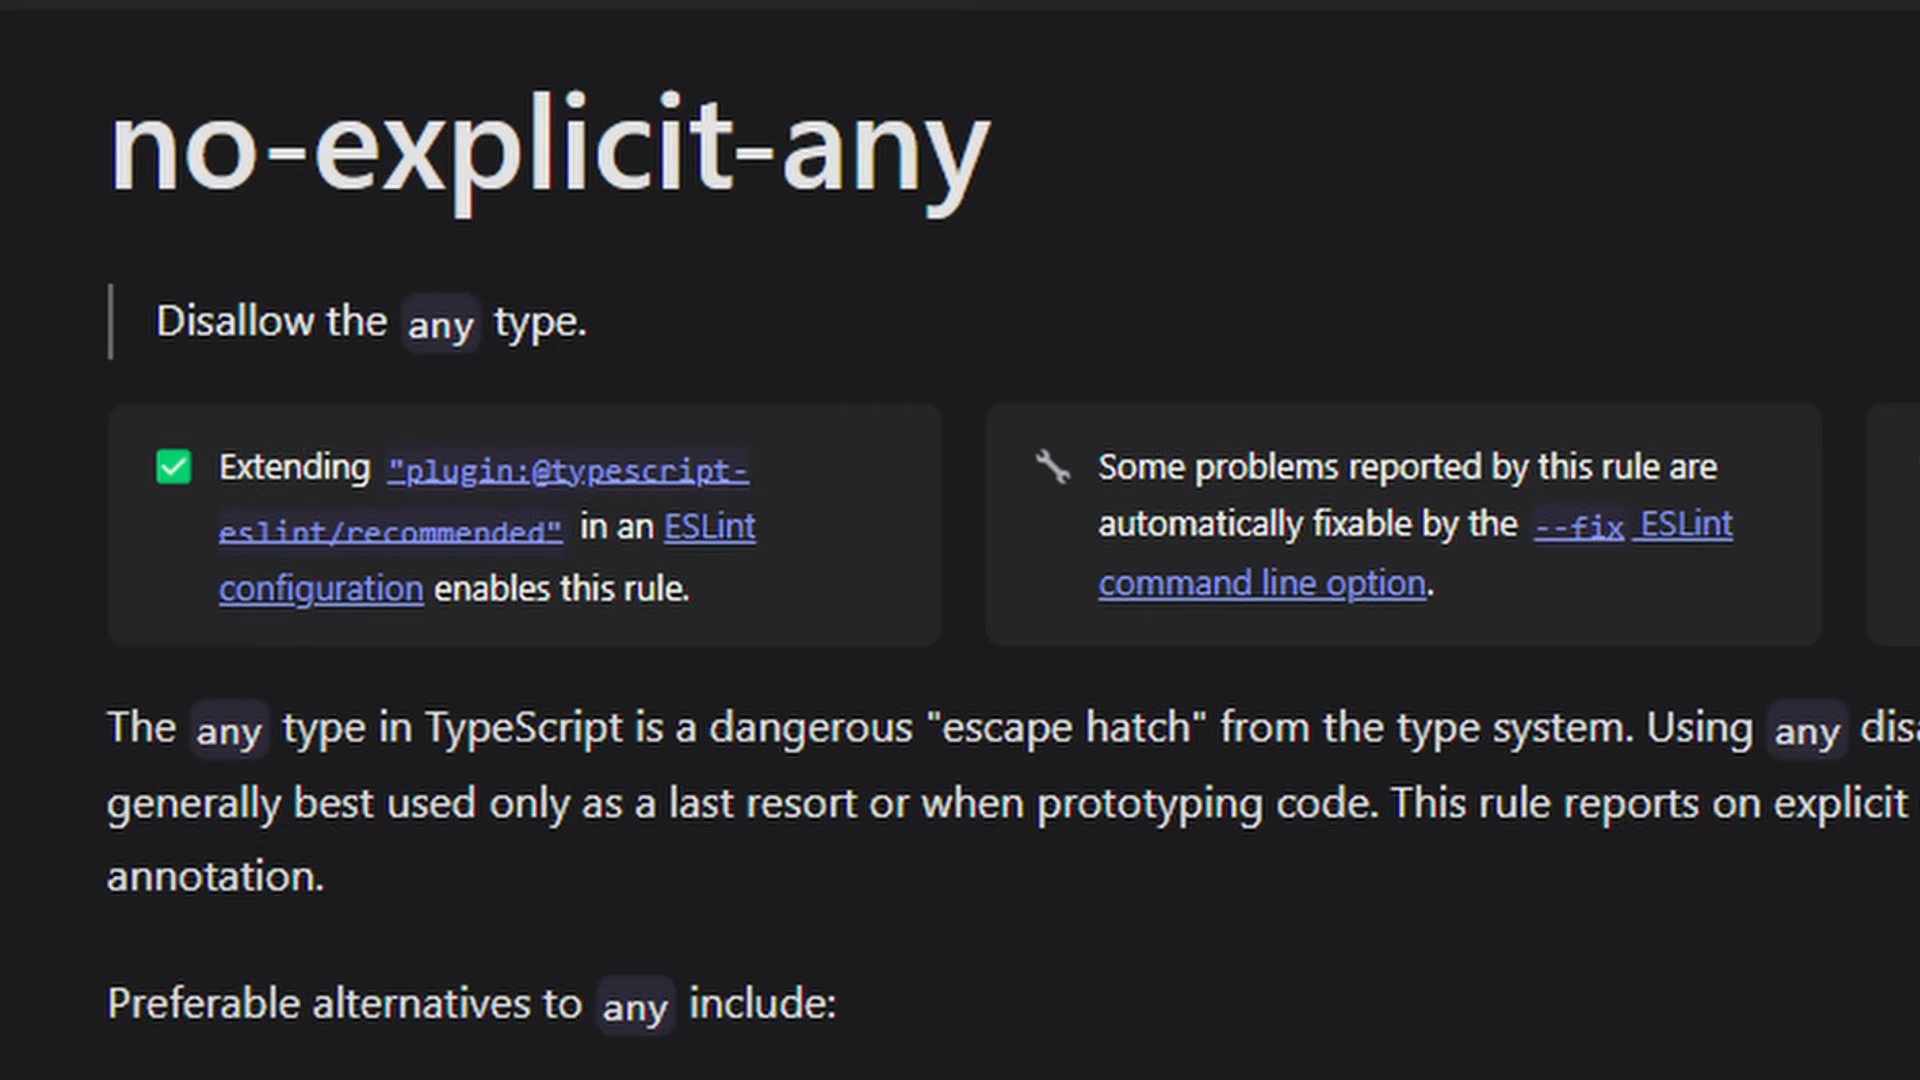 no-explicit-any
Disallow the any type.
Extending "plugin:@typescript-
eslint/recommended" in an ESLint
configuration enables this rule.
Some problems reported by this rule are
automatically fixable by the --fix ESLint
command line option.
The any type in TypeScript is a dangerous "escape hatch" from the type system. Using any
generally best used only as a last resort or when prototyping code. This rule reports on explicit
annotation.
Preferable alternatives to any include: